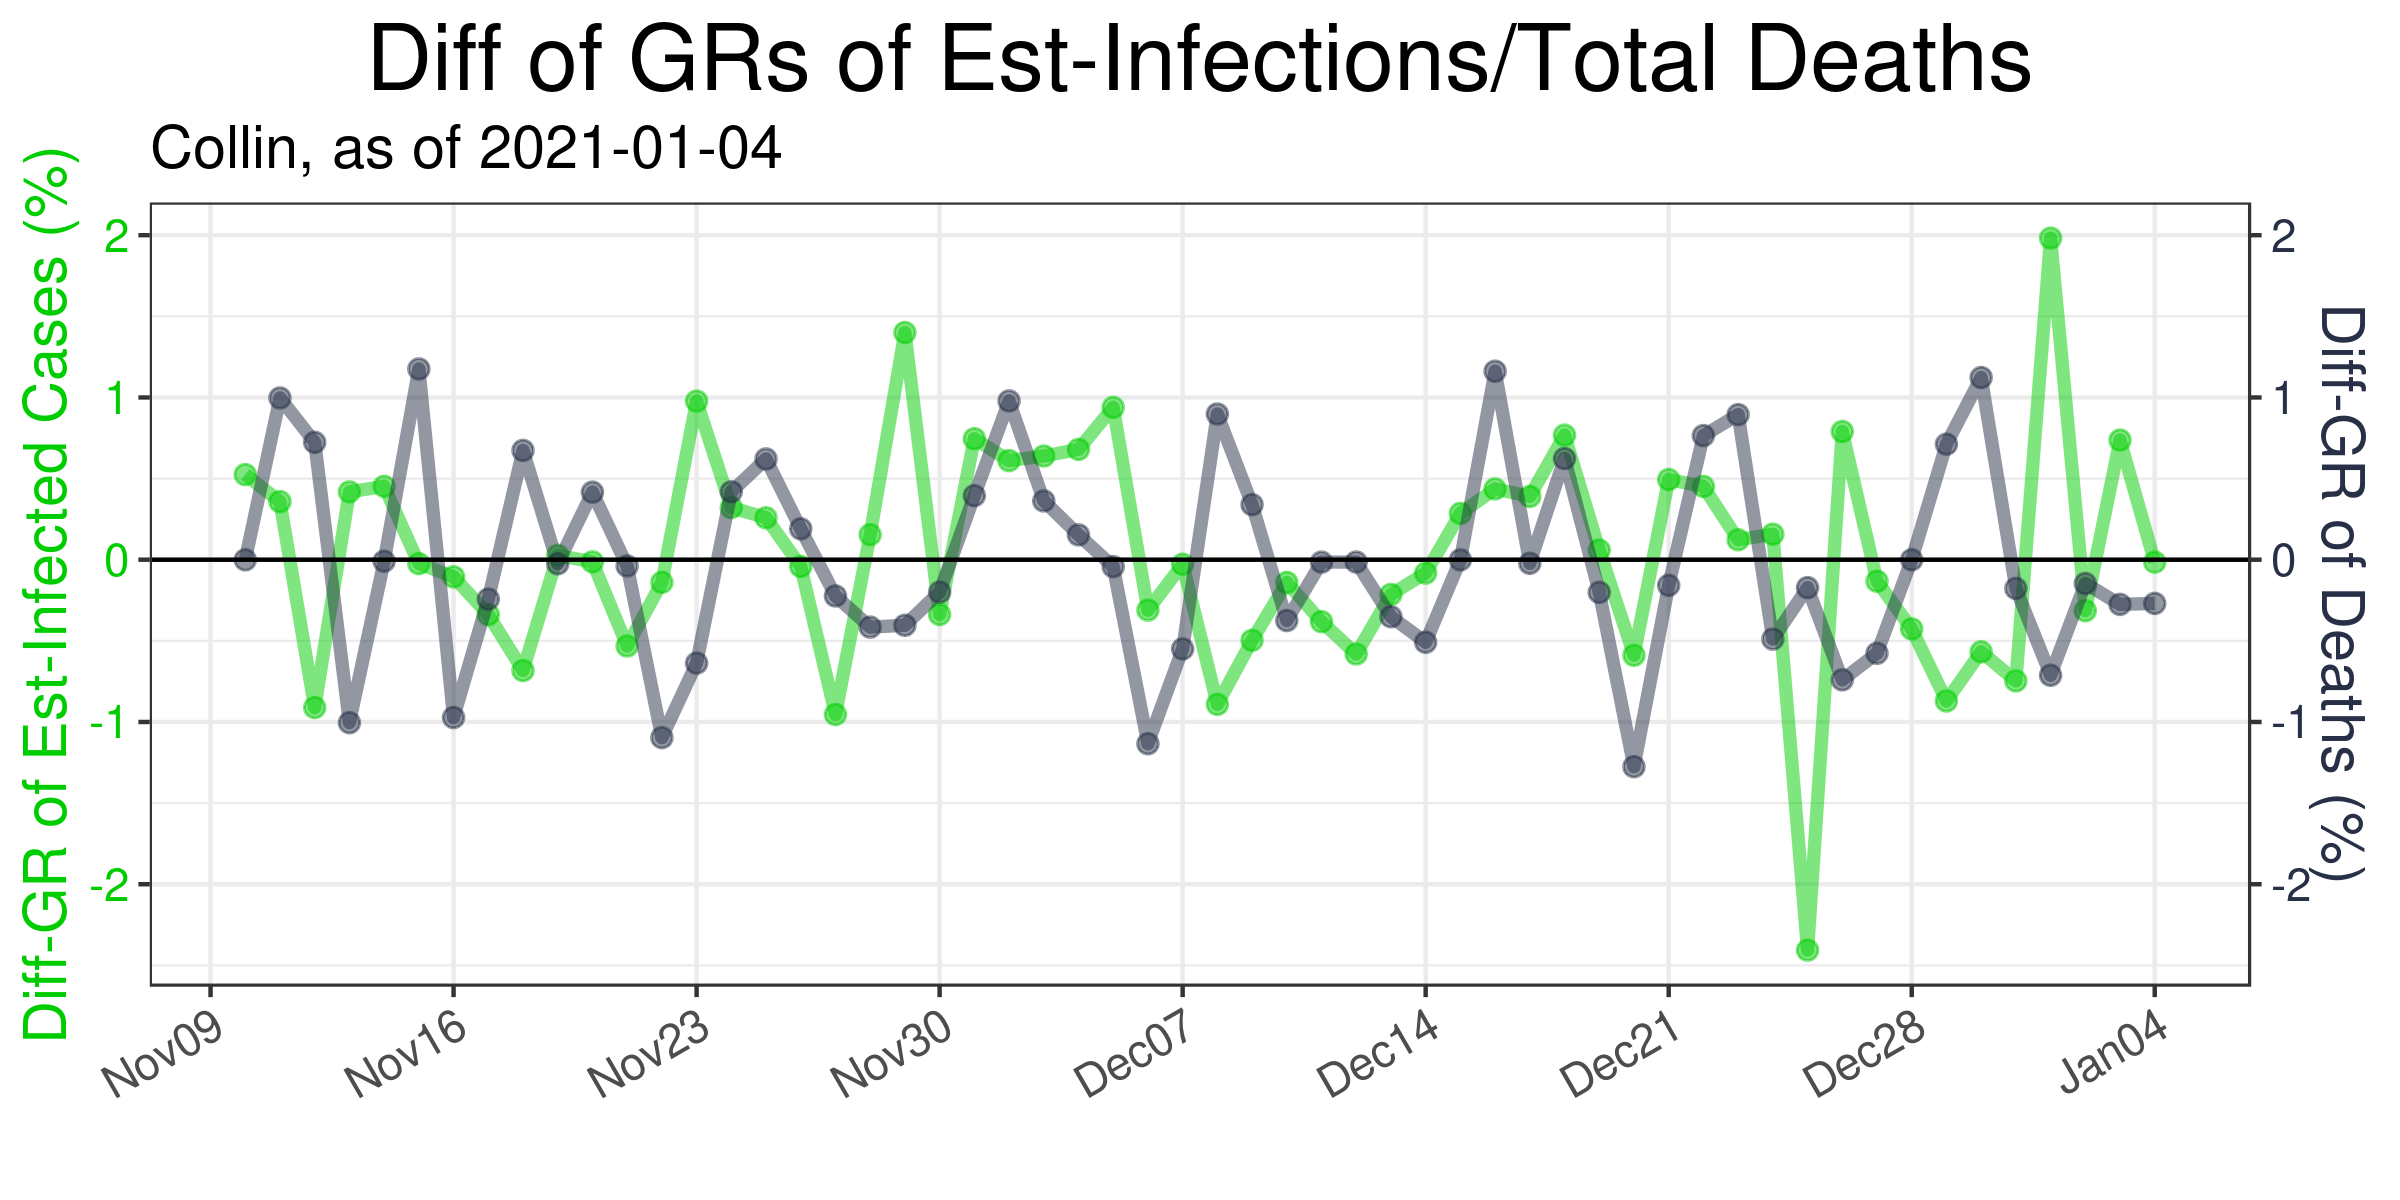 Diff of GRs of Est-Infections/Total Deaths
Collin, as of 2021-01-04
Diff-GR of Est-Infected Cases (%)
2
1
0
-1
-2
2
1
0
-1
-2
Diff-GR of Deaths (%)
Nov09
Nov16
Nov23
Nov30
Dec07
Dec14
Dec21
Dec28
Jan04